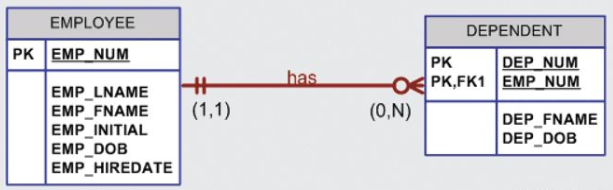 EMPLOYEE
PK EMP_NUM
EMP_LNAME
EMP_FNAME
EMP_INITIAL
EMP_DOB
EMP_HIREDATE
has
(1,1)
(0,N)
DEPENDENT
PK DEP_NUM
PK,FK1 EMP_NUM
DEP_FNAME
DEP_DOB